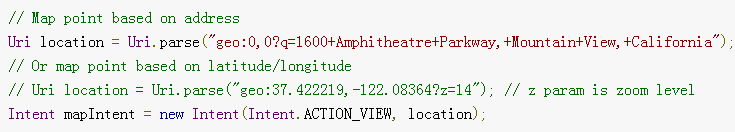 // Map point based on address
Uri location = Uri.parse("geo:0,0?q=1600+Amphitheatre+Parkway,+Mountain+View,+California");
// Or map point based on latitude/longitude
// Uri location = Uri.parse("geo:37.422219,-122.08364?z=14"); // z param is zoom level
Intent mapIntent = new Intent(Intent.ACTION_VIEW, location);